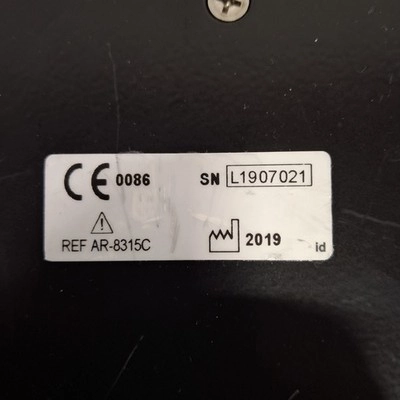 CE 0086 SN L1907021
REF AR-8315C
2019 id